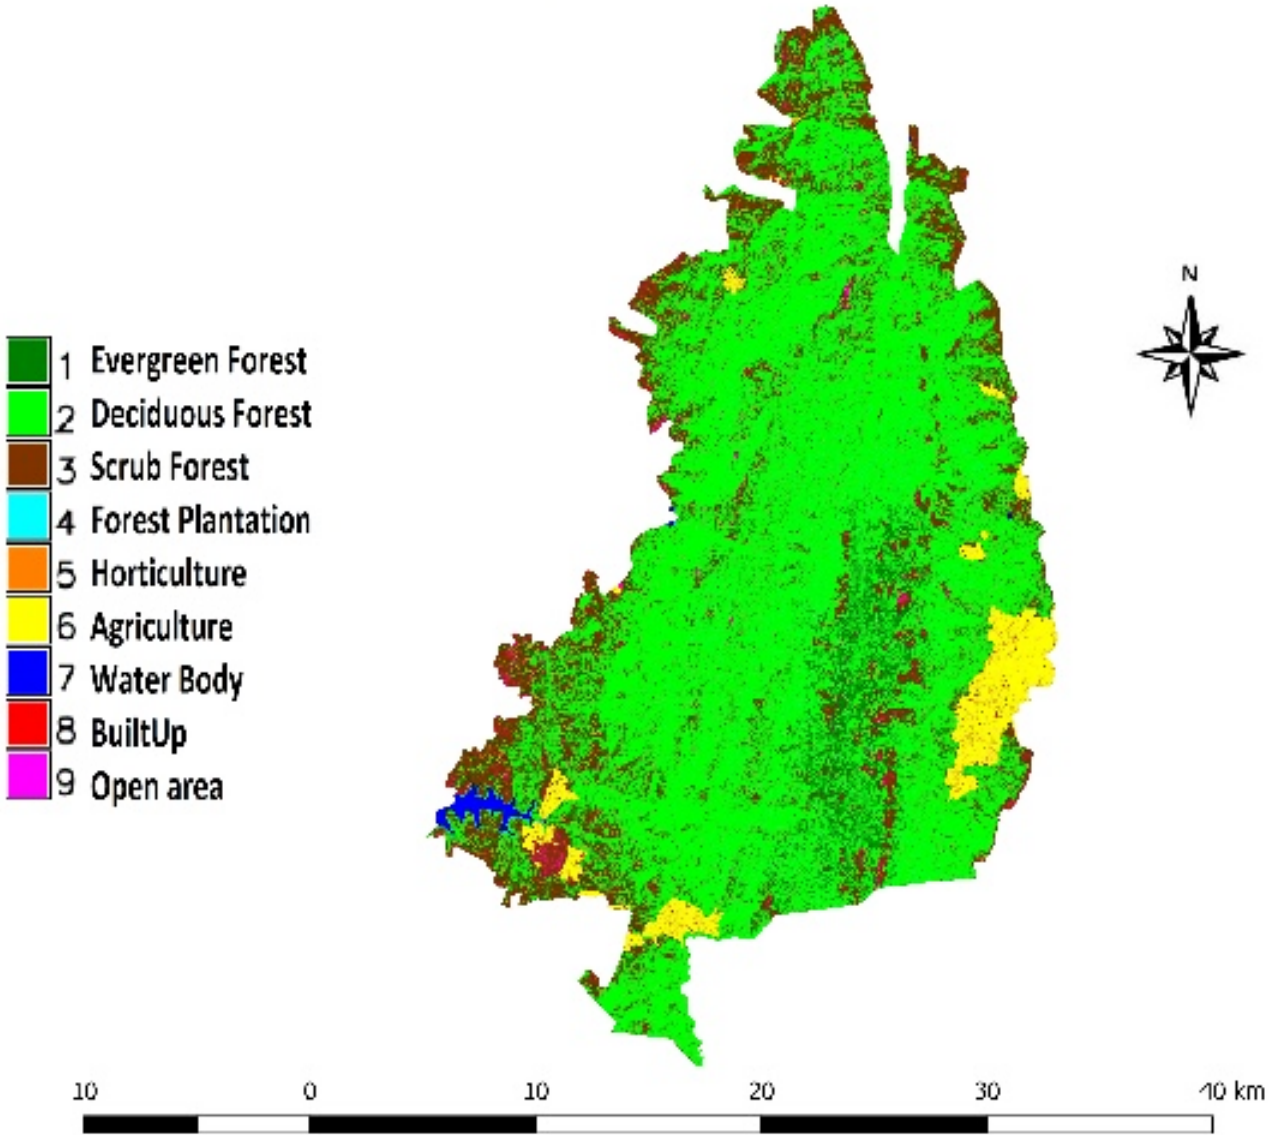 N
1 Evergreen Forest
2 Deciduous Forest
3 Scrub Forest
4 Forest Plantation
5 Horticulture
6 Agriculture
7 Water Body
8 BuiltUp
9 Open area
10 0 10 20 30 40 km